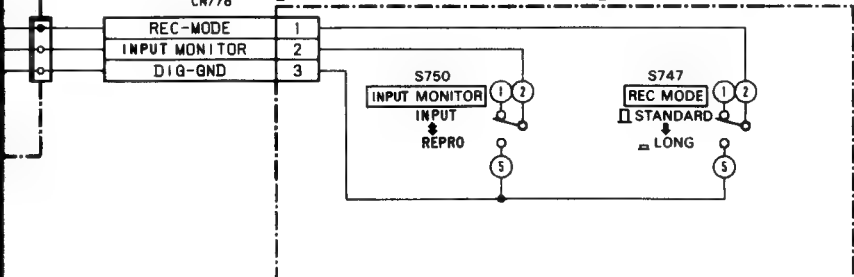 CN778
REC-MODE 1
INPUT MONITOR 2
DIG-GND 3
S750
INPUT MONITOR 1 2
INPUT
REPRO
5
S747
REC MODE 1 2
STANDARD
LONG
5